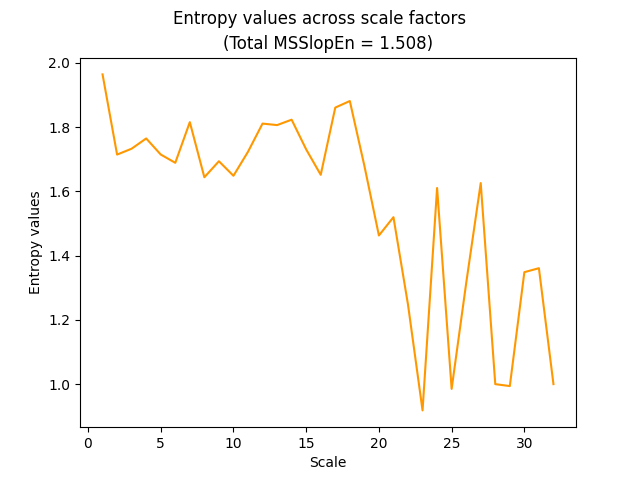 Entropy values across scale factors
(Total MSSlopEn = 1.508)
2.0
1.8
1.6
1.4
1.2
1.0
Entropy values
0 5 10 15 20 25 30
Scale